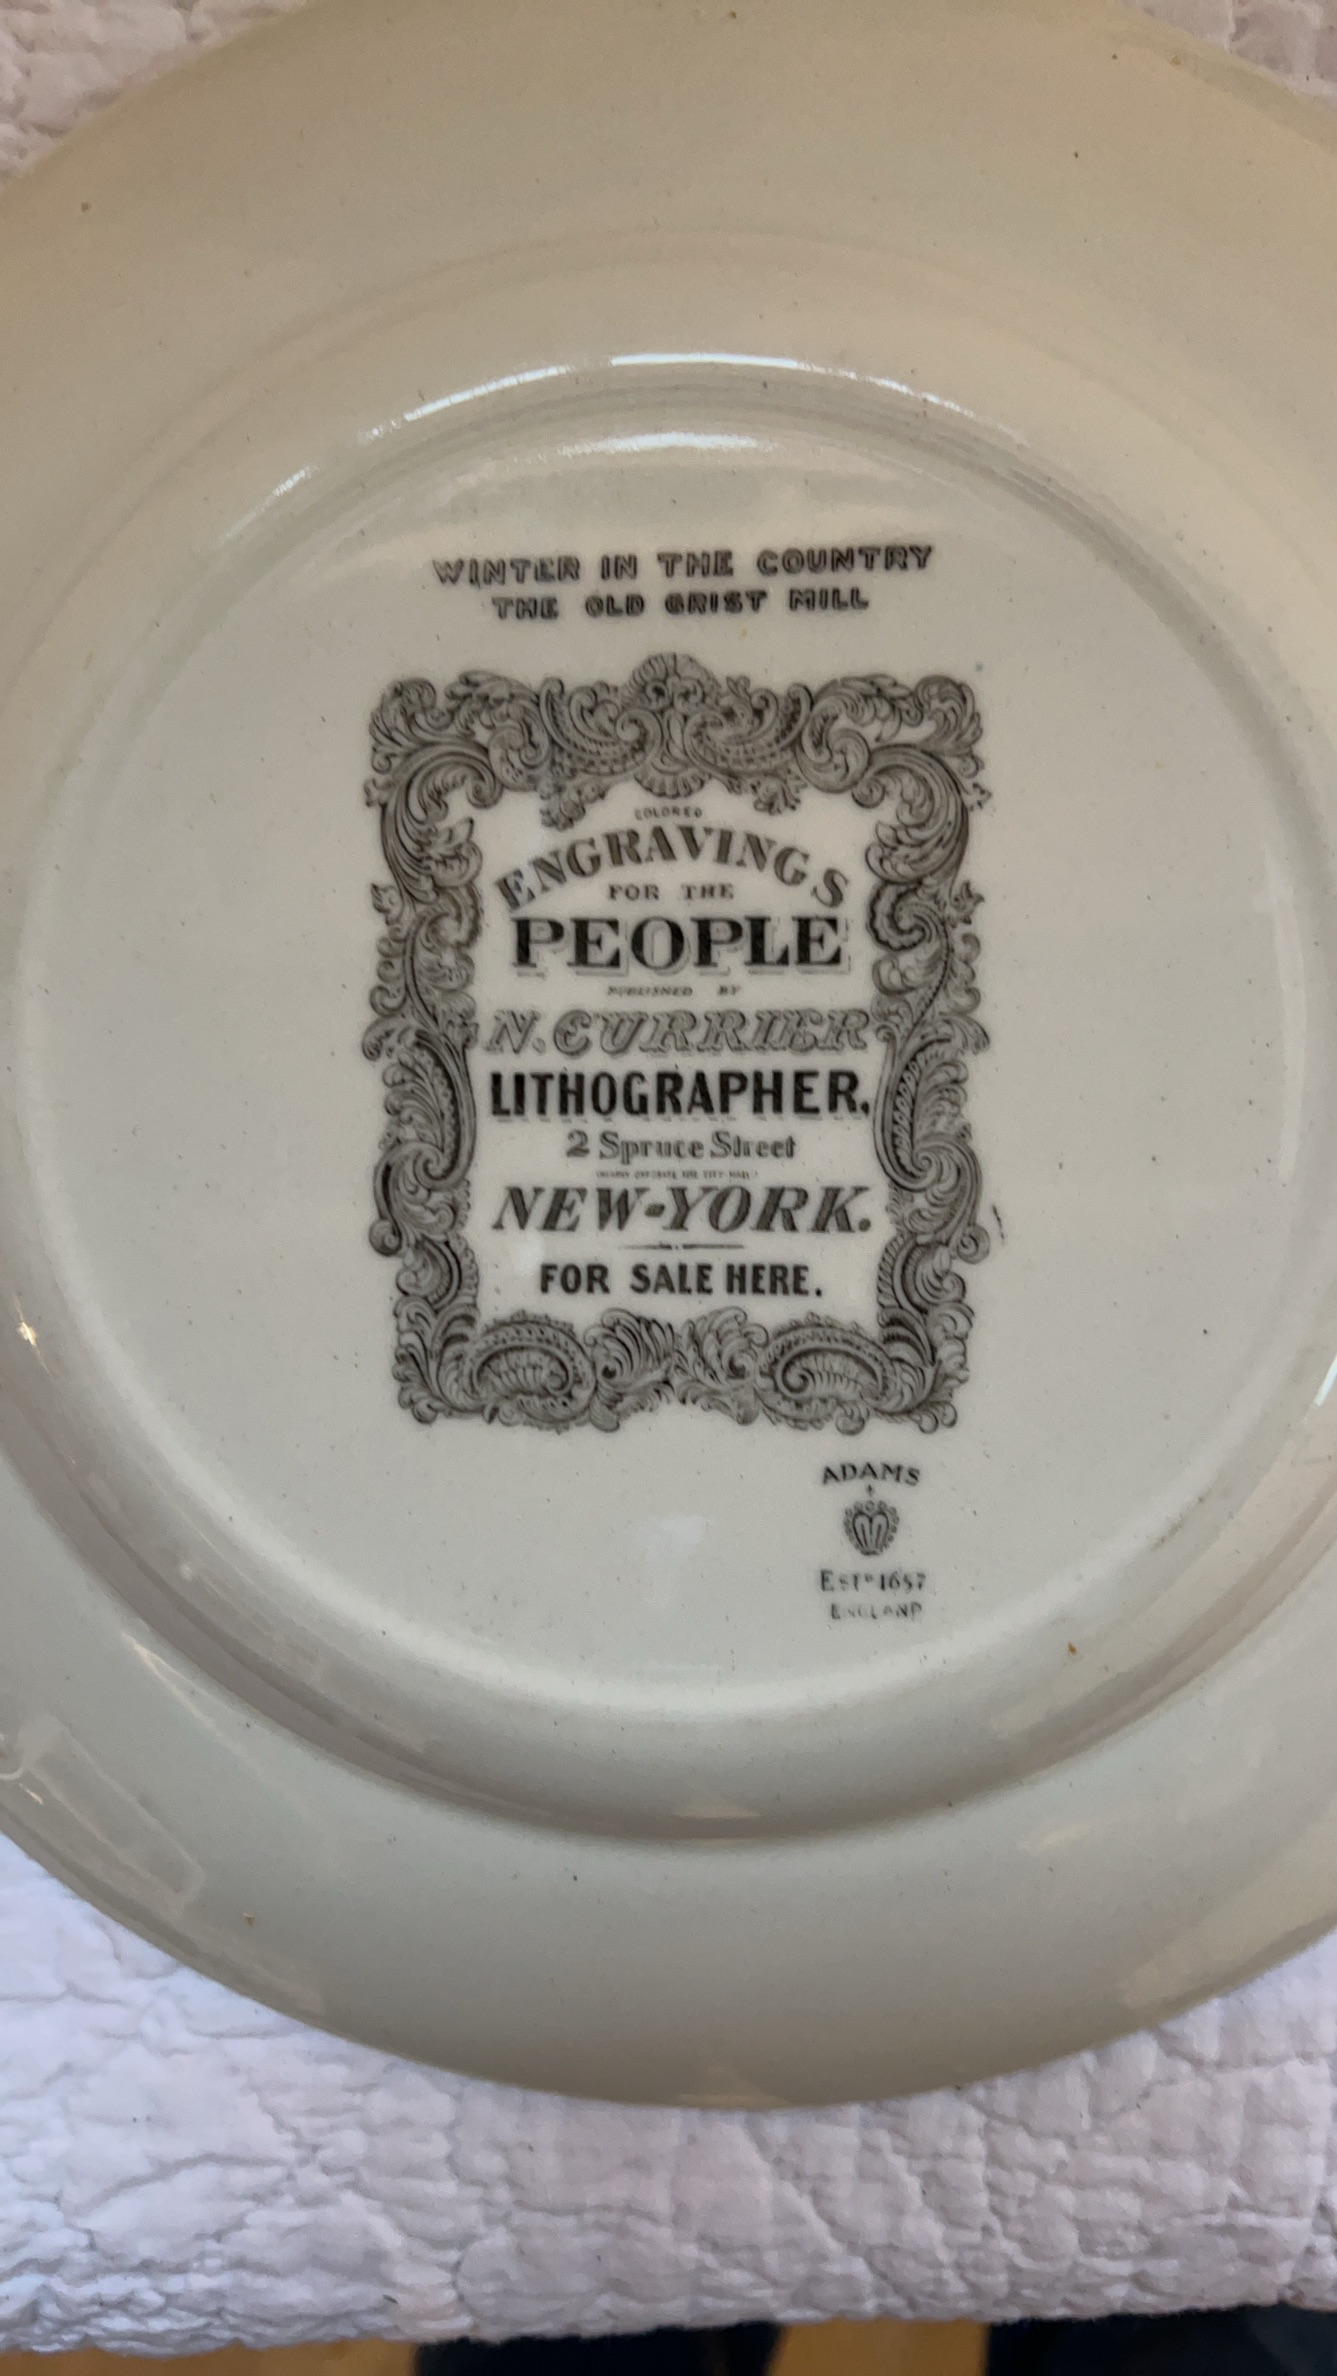 WINTER IN THE COUNTRY
THE OLD GRIST MILL
COLORED
ENGRAVINGS
FOR THE
PEOPLE
PUBLISHED BY
N. CURRIER
LITHOGRAPHER,
2 Spruce Street
NEW-YORK.
FOR SALE HERE.
ADAMS
ESTD 1657
ENGLAND